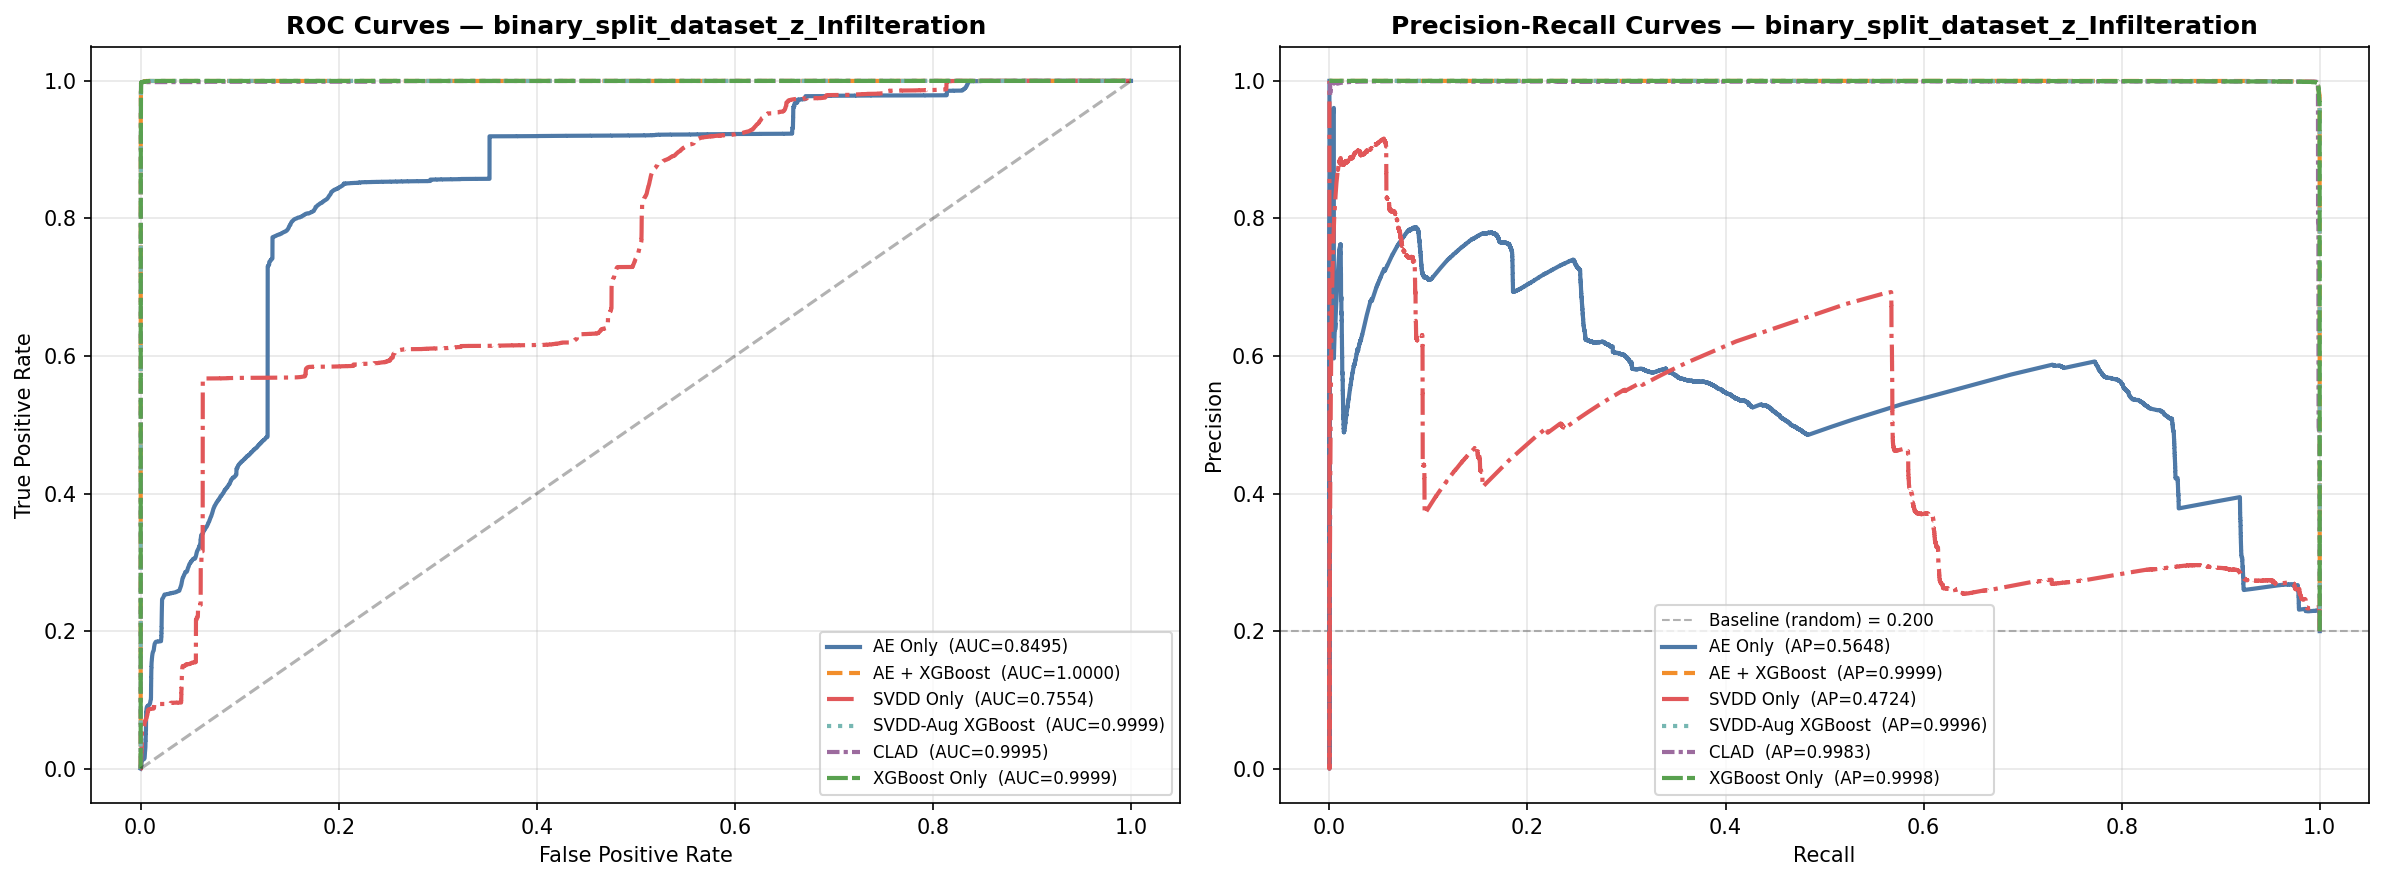 ROC Curves — binary_split_dataset_z_Infilteration
True Positive Rate
1.0
0.8
0.6
0.4
0.2
0.0
AE Only (AUC=0.8495)
AE + XGBoost (AUC=1.0000)
SVDD Only (AUC=0.7554)
SVDD-Aug XGBoost (AUC=0.9999)
CLAD (AUC=0.9995)
XGBoost Only (AUC=0.9999)
0.0 0.2 0.4 0.6 0.8 1.0
False Positive Rate
Precision-Recall Curves — binary_split_dataset_z_Infilteration
Precision
1.0
0.8
0.6
0.4
0.2
0.0
Baseline (random) = 0.200
AE Only (AP=0.5648)
AE + XGBoost (AP=0.9999)
SVDD Only (AP=0.4724)
SVDD-Aug XGBoost (AP=0.9996)
CLAD (AP=0.9983)
XGBoost Only (AP=0.9998)
0.0 0.2 0.4 0.6 0.8 1.0
Recall